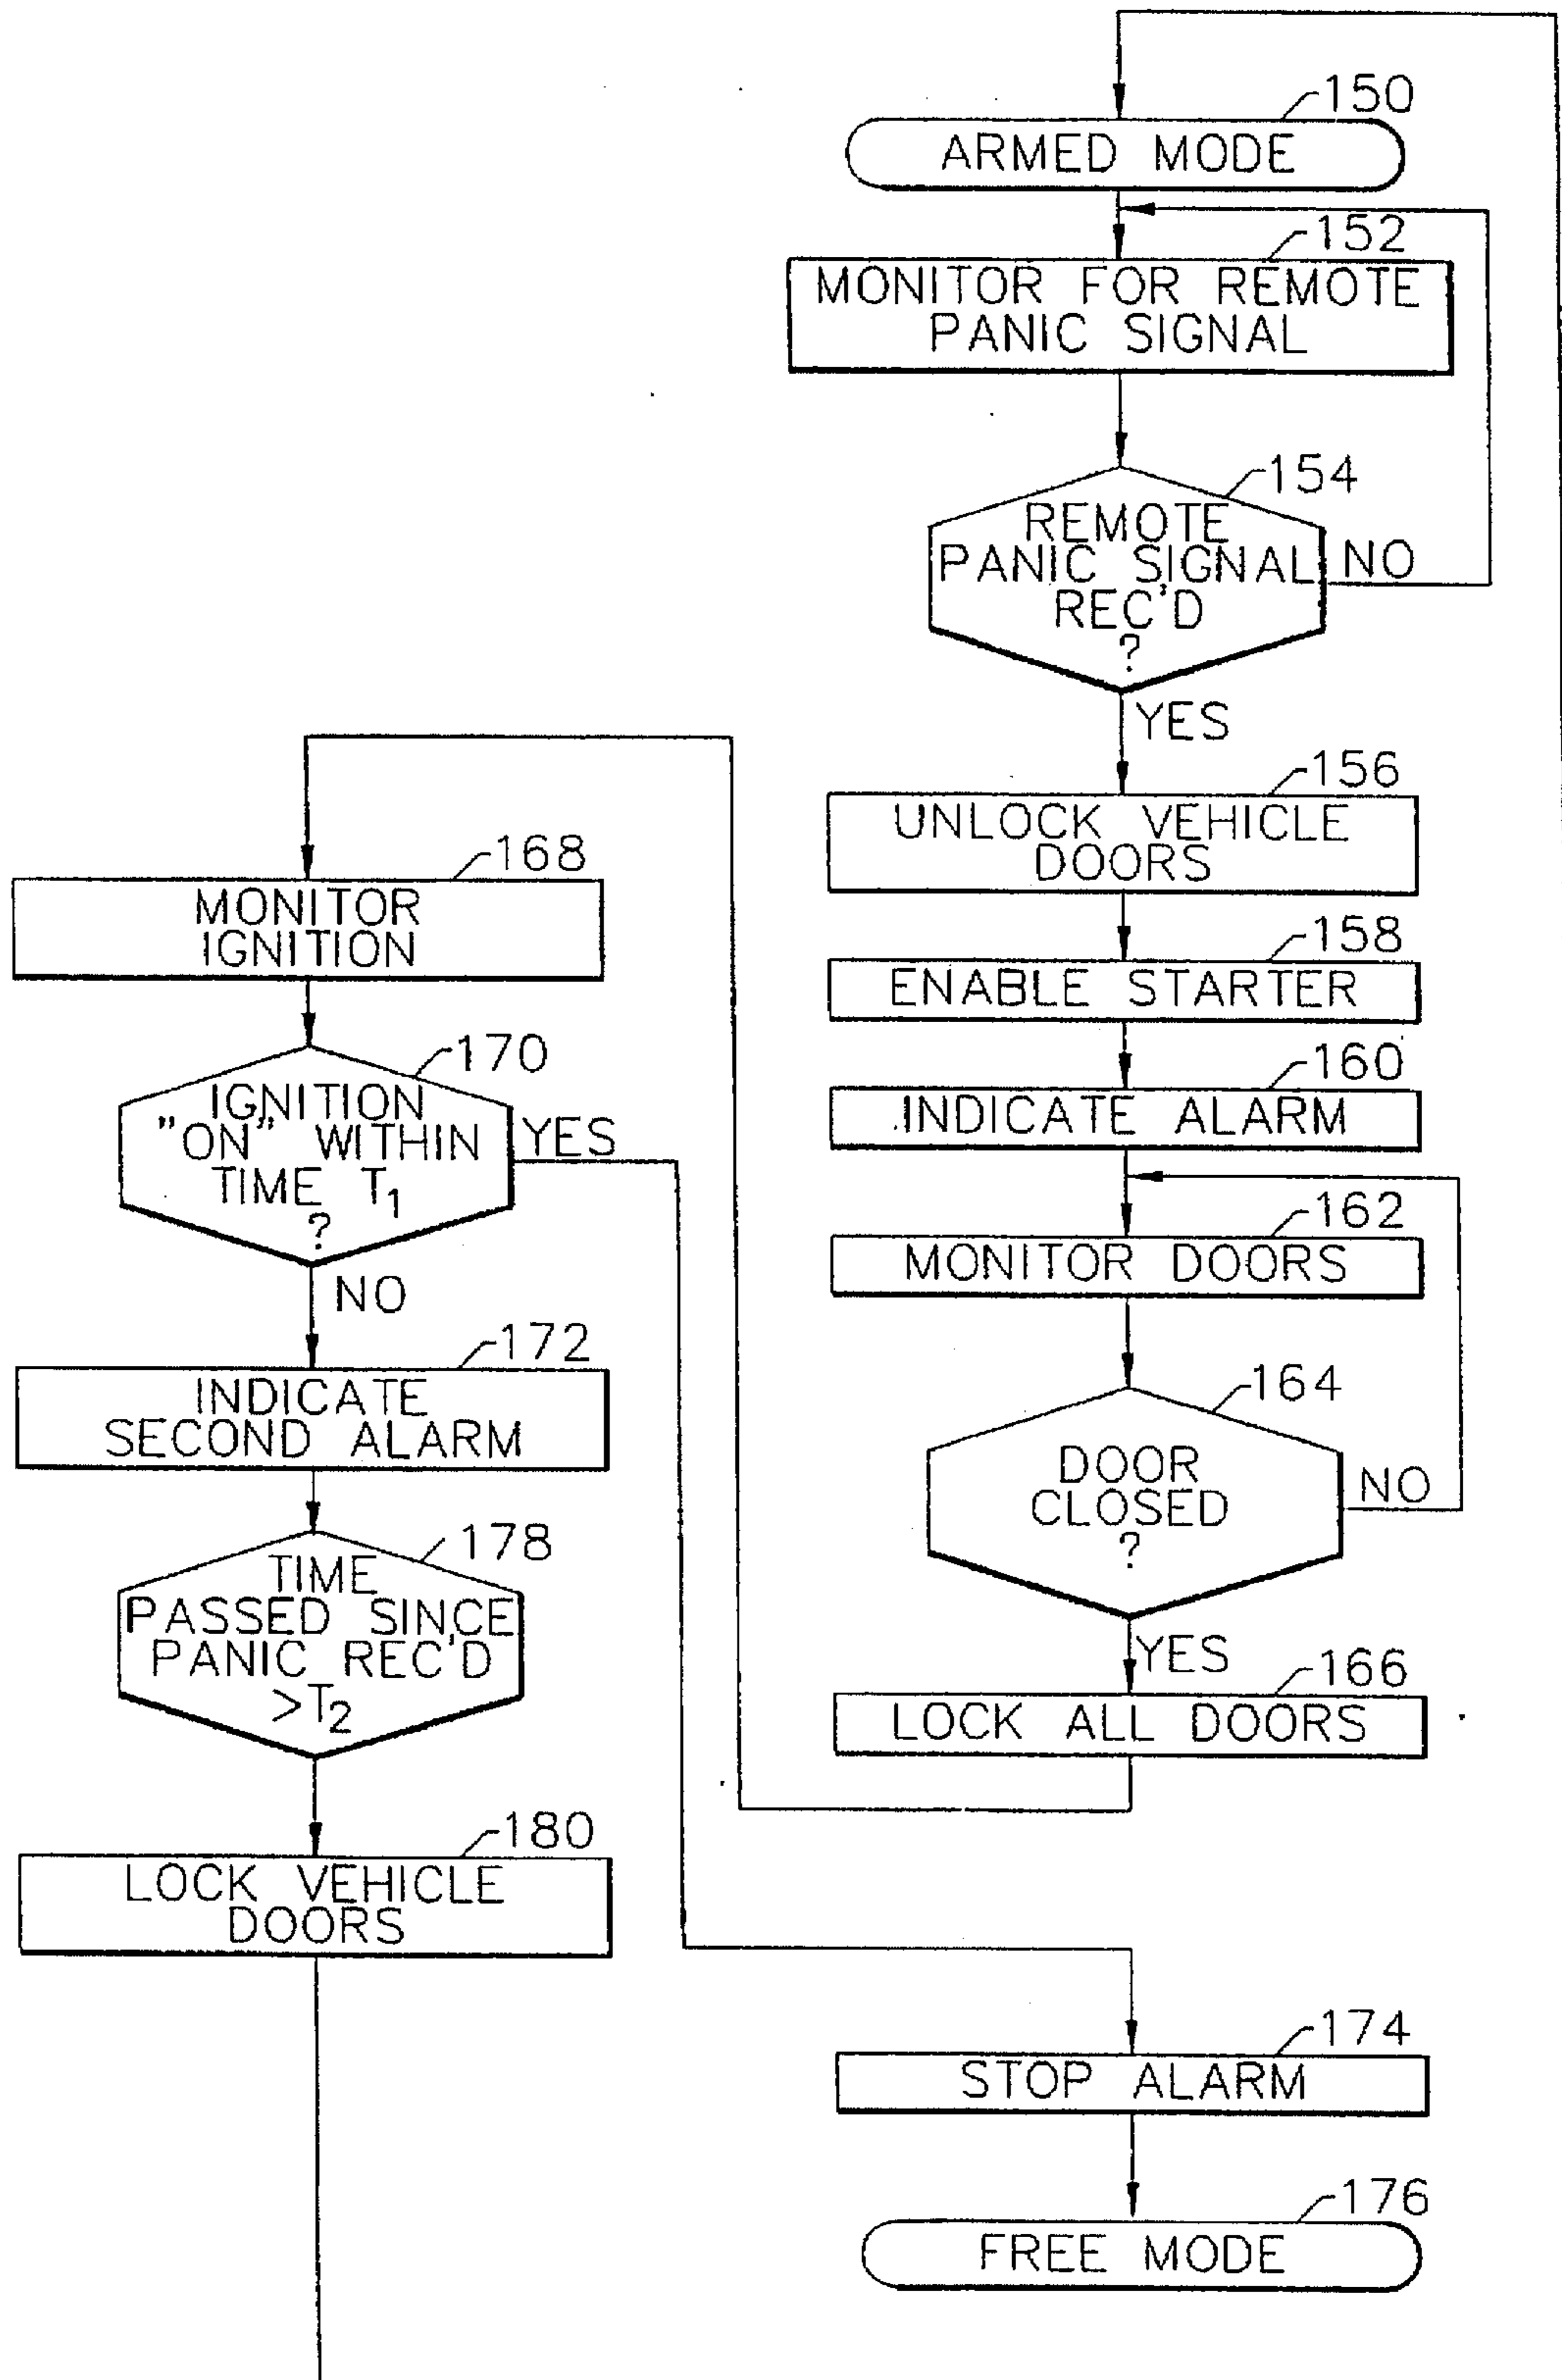 150
ARMED MODE
152
MONITOR FOR REMOTE
PANIC SIGNAL
154
REMOTE
PANIC SIGNAL
REC'D
?
NO
YES
156
UNLOCK VEHICLE
DOORS
158
ENABLE STARTER
160
INDICATE ALARM
162
MONITOR DOORS
164
DOOR
CLOSED
?
NO
YES
166
LOCK ALL DOORS
168
MONITOR
IGNITION
170
IGNITION
"ON" WITHIN
TIME T1
?
YES
NO
172
INDICATE
SECOND ALARM
178
TIME
PASSED SINCE
PANIC REC'D
>T2
180
LOCK VEHICLE
DOORS
174
STOP ALARM
176
FREE MODE